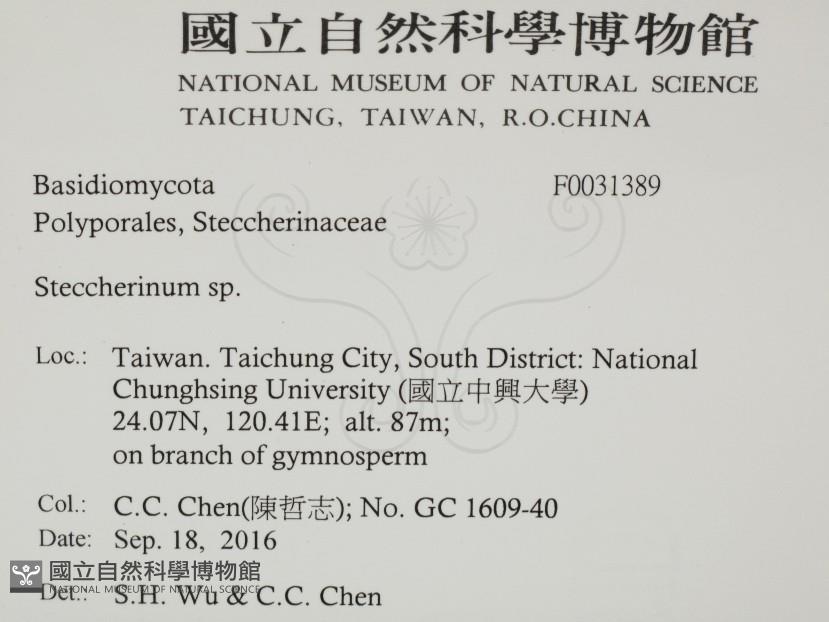 國立自然科學博物館
NATIONAL MUSEUM OF NATURAL SCIENCE
TAICHUNG, TAIWAN, R.O.CHINA
Basidiomycota F0031389
Polyporales, Steccherinaceae
Steccherinum sp.
Loc.: Taiwan. Taichung City, South District: National
Chunghsing University (國立中興大學)
24.07N, 120.41E; alt. 87m;
on branch of gymnosperm
Col.: C.C. Chen(陳哲志); No. GC 1609-40
Date: Sep. 18, 2016
國立自然科學博物館
NATIONAL MUSEUM OF NATURAL SCIENCE
Det.: S.H. Wu & C.C. Chen